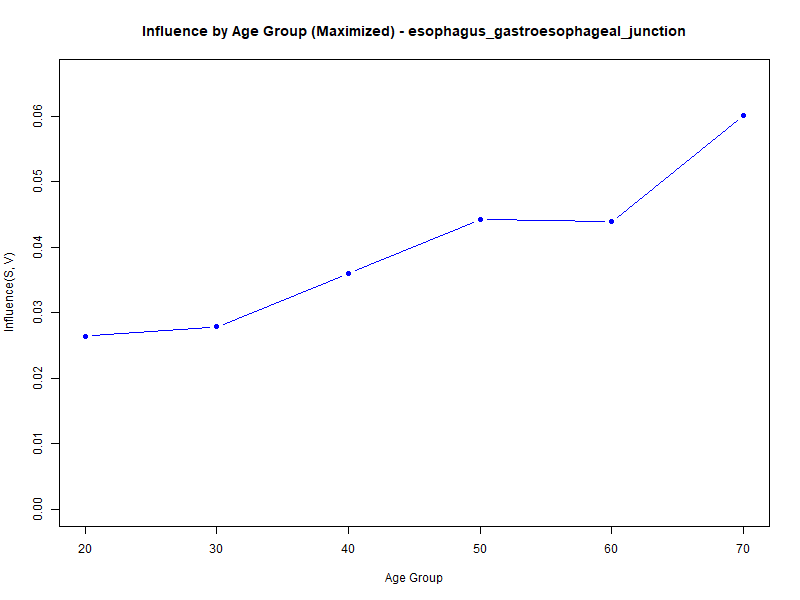 Influence by Age Group (Maximized) - esophagus_gastroesophageal_junction
Influence(S, V)
0.06
0.05
0.04
0.03
0.02
0.01
0.00
20 30 40 50 60 70
Age Group